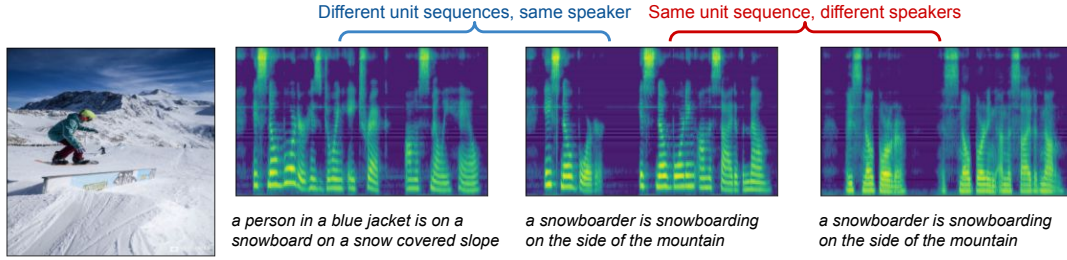 Different unit sequences, same speaker
Same unit sequence, different speakers
a person in a blue jacket is on a
snowboard on a snow covered slope
a snowboarder is snowboarding
on the side of the mountain
a snowboarder is snowboarding
on the side of the mountain